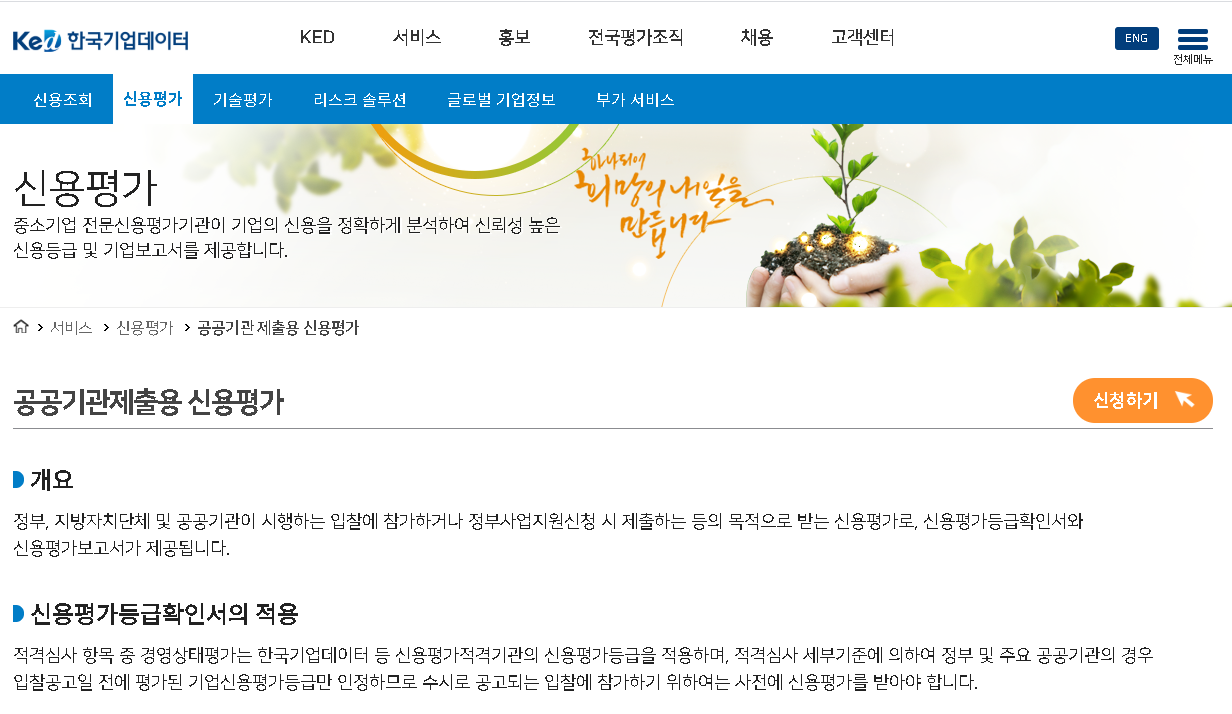 Ked 한국기업데이터
KED 서비스 홍보 전국평가조직 채용 고객센터
ENG
전체메뉴
신용조회 신용평가 기술평가 리스크 솔루션 글로벌 기업정보 부가 서비스
하나되어
희망의 내일을
만듭니다
신용평가
중소기업 전문신용평가기관이 기업의 신용을 정확하게 분석하여 신뢰성 높은
신용등급 및 기업보고서를 제공합니다.
서비스 신용평가 공공기관 제출용 신용평가
공공기관제출용 신용평가
신청하기
개요
정부, 지방자치단체 및 공공기관이 시행하는 입찰에 참가하거나 정부사업지원신청 시 제출하는 등의 목적으로 받는 신용평가로, 신용평가등급확인서와
신용평가보고서가 제공됩니다.
신용평가등급확인서의 적용
적격심사 항목 중 경영상태평가는 한국기업데이터 등 신용평가적격기관의 신용평가등급을 적용하며, 적격심사 세부기준에 의하여 정부 및 주요 공공기관의 경우
입찰공고일 전에 평가된 기업신용평가등급만 인정하므로 수시로 공고되는 입찰에 참가하기 위하여는 사전에 신용평가를 받아야 합니다.